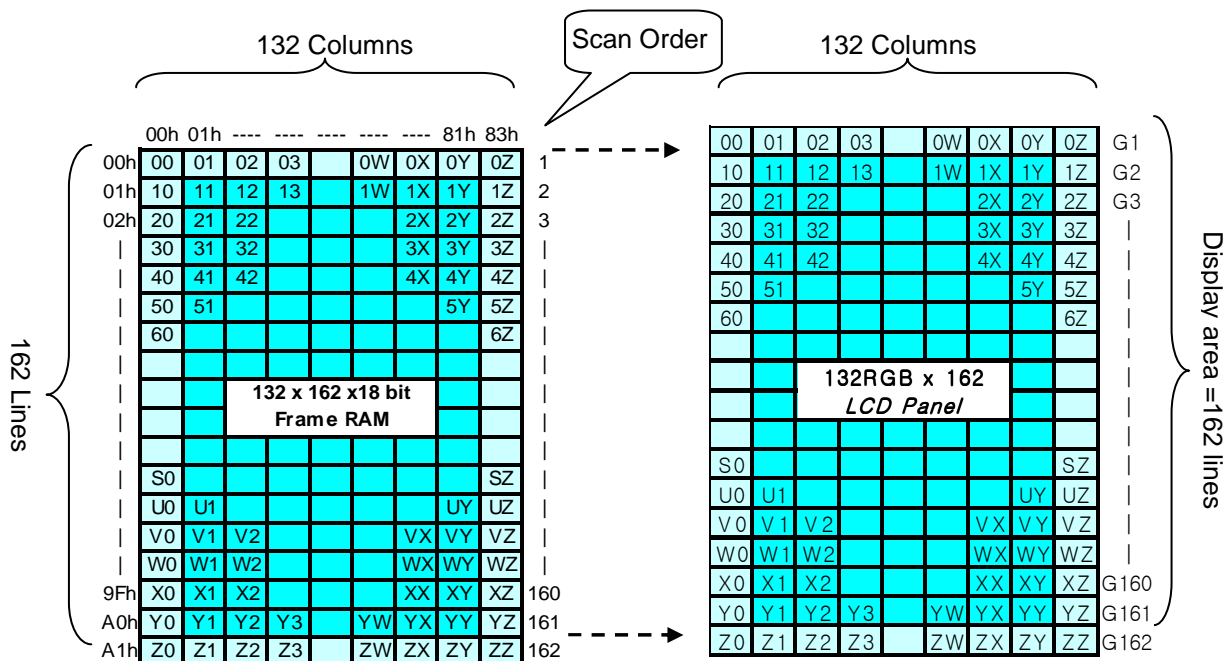 132 Columns
Scan Order
132 Columns
00h 01h ---- ---- ---- ---- ---- 81h 83h
00h 00 01 02 03 0W 0X 0Y 0Z 1
01h 10 11 12 13 1W 1X 1Y 1Z 2
02h 20 21 22 2X 2Y 2Z 3
30 31 32 3X 3Y 3Z
40 41 42 4X 4Y 4Z
50 51 5Y 5Z
60 6Z
162 Lines
132 x 162 x18 bit
Frame RAM
S0 SZ
U0 U1 UY UZ
V0 V1 V2 VX VY VZ
W0 W1 W2 WX WY WZ
9Fh X0 X1 X2 XX XY XZ 160
A0h Y0 Y1 Y2 Y3 YW YX YY YZ 161
A1h Z0 Z1 Z2 Z3 ZW ZX ZY ZZ 162
00 01 02 03 0W 0X 0Y 0Z G1
10 11 12 13 1W 1X 1Y 1Z G2
20 21 22 2X 2Y 2Z G3
30 31 32 3X 3Y 3Z
40 41 42 4X 4Y 4Z
50 51 5Y 5Z
60 6Z
132RGB x 162
LCD Panel
S0 SZ
U0 U1 UY UZ
V0 V1 V2 VX VY VZ
W0 W1 W2 WX WY WZ
X0 X1 X2 XX XY XZ G160
Y0 Y1 Y2 Y3 YW YX YY YZ G161
Z0 Z1 Z2 Z3 ZW ZX ZY ZZ G162
Display area =162 lines